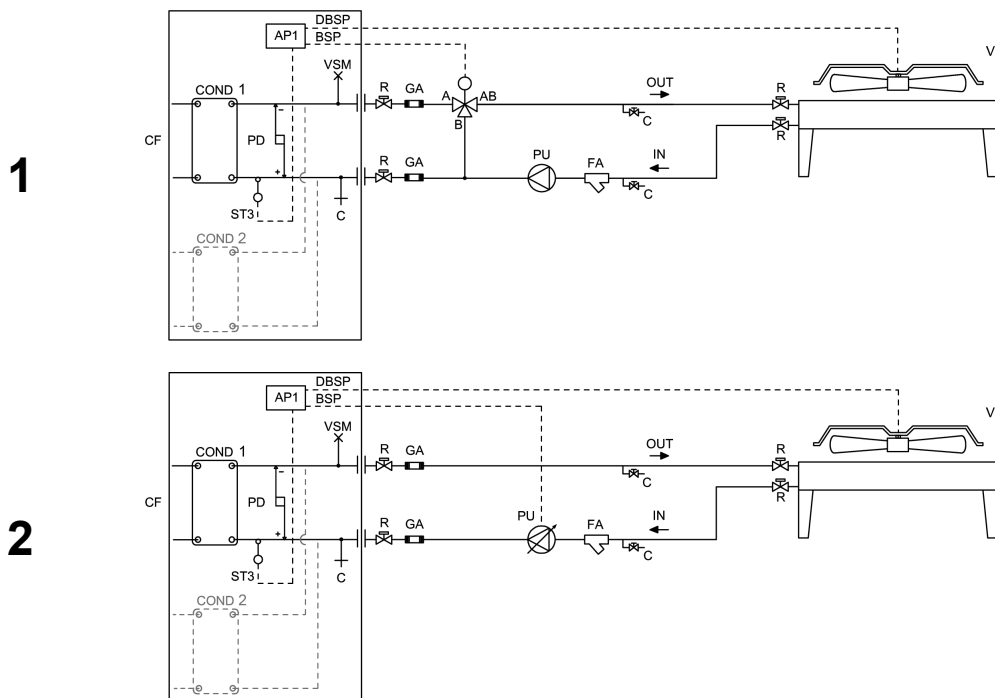 1
DBSP
AP1
BSP
VSM
R
GA
OUT
V
COND 1
A
AB
R
C
B
R
CF
PD
-
+
R
GA
PU
FA
IN
C
ST3
C
COND 2
2
DBSP
AP1
BSP
VSM
R
GA
OUT
V
COND 1
R
C
R
CF
PD
-
+
R
GA
PU
FA
IN
C
ST3
C
COND 2